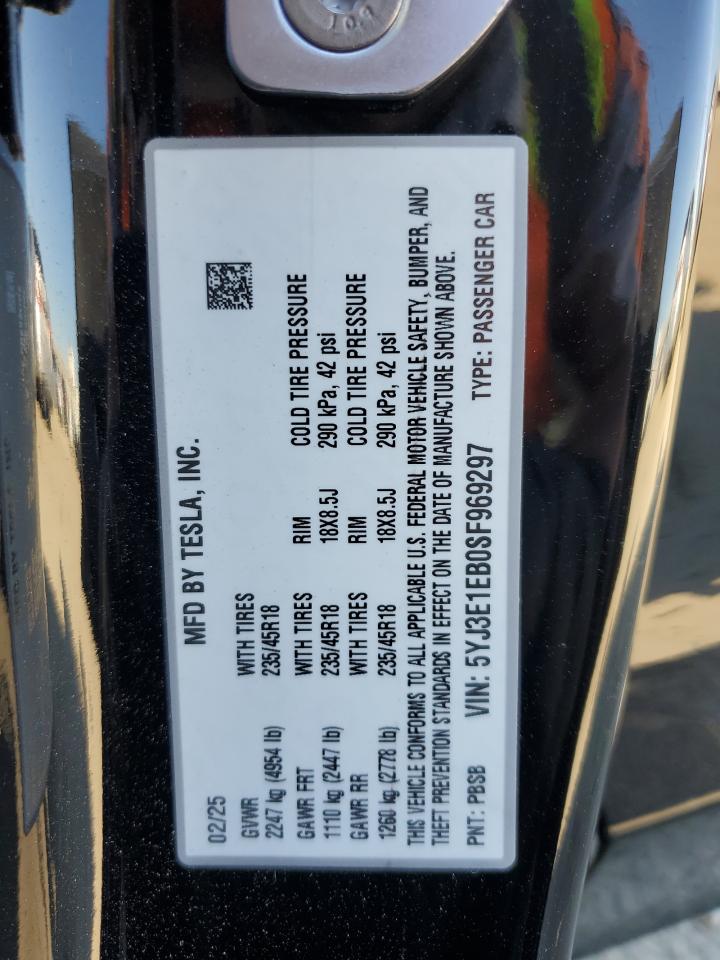 MFD BY TESLA, INC.
02/25
GVWR WITH TIRES
2247 kg (4954 lb) 235/45R18
GAWR FRT WITH TIRES RIM COLD TIRE PRESSURE
1110 kg (2447 lb) 235/45R18 18X8.5J 290 kPa, 42 psi
GAWR RR WITH TIRES RIM COLD TIRE PRESSURE
1260 kg (2778 lb) 235/45R18 18X8.5J 290 kPa, 42 psi
THIS VEHICLE CONFORMS TO ALL APPLICABLE U.S. FEDERAL MOTOR VEHICLE SAFETY, BUMPER, AND
THEFT PREVENTION STANDARDS IN EFFECT ON THE DATE OF MANUFACTURE SHOWN ABOVE.
PNT: PBSB VIN: 5YJ3E1EB0SF969297 TYPE: PASSENGER CAR
10.9